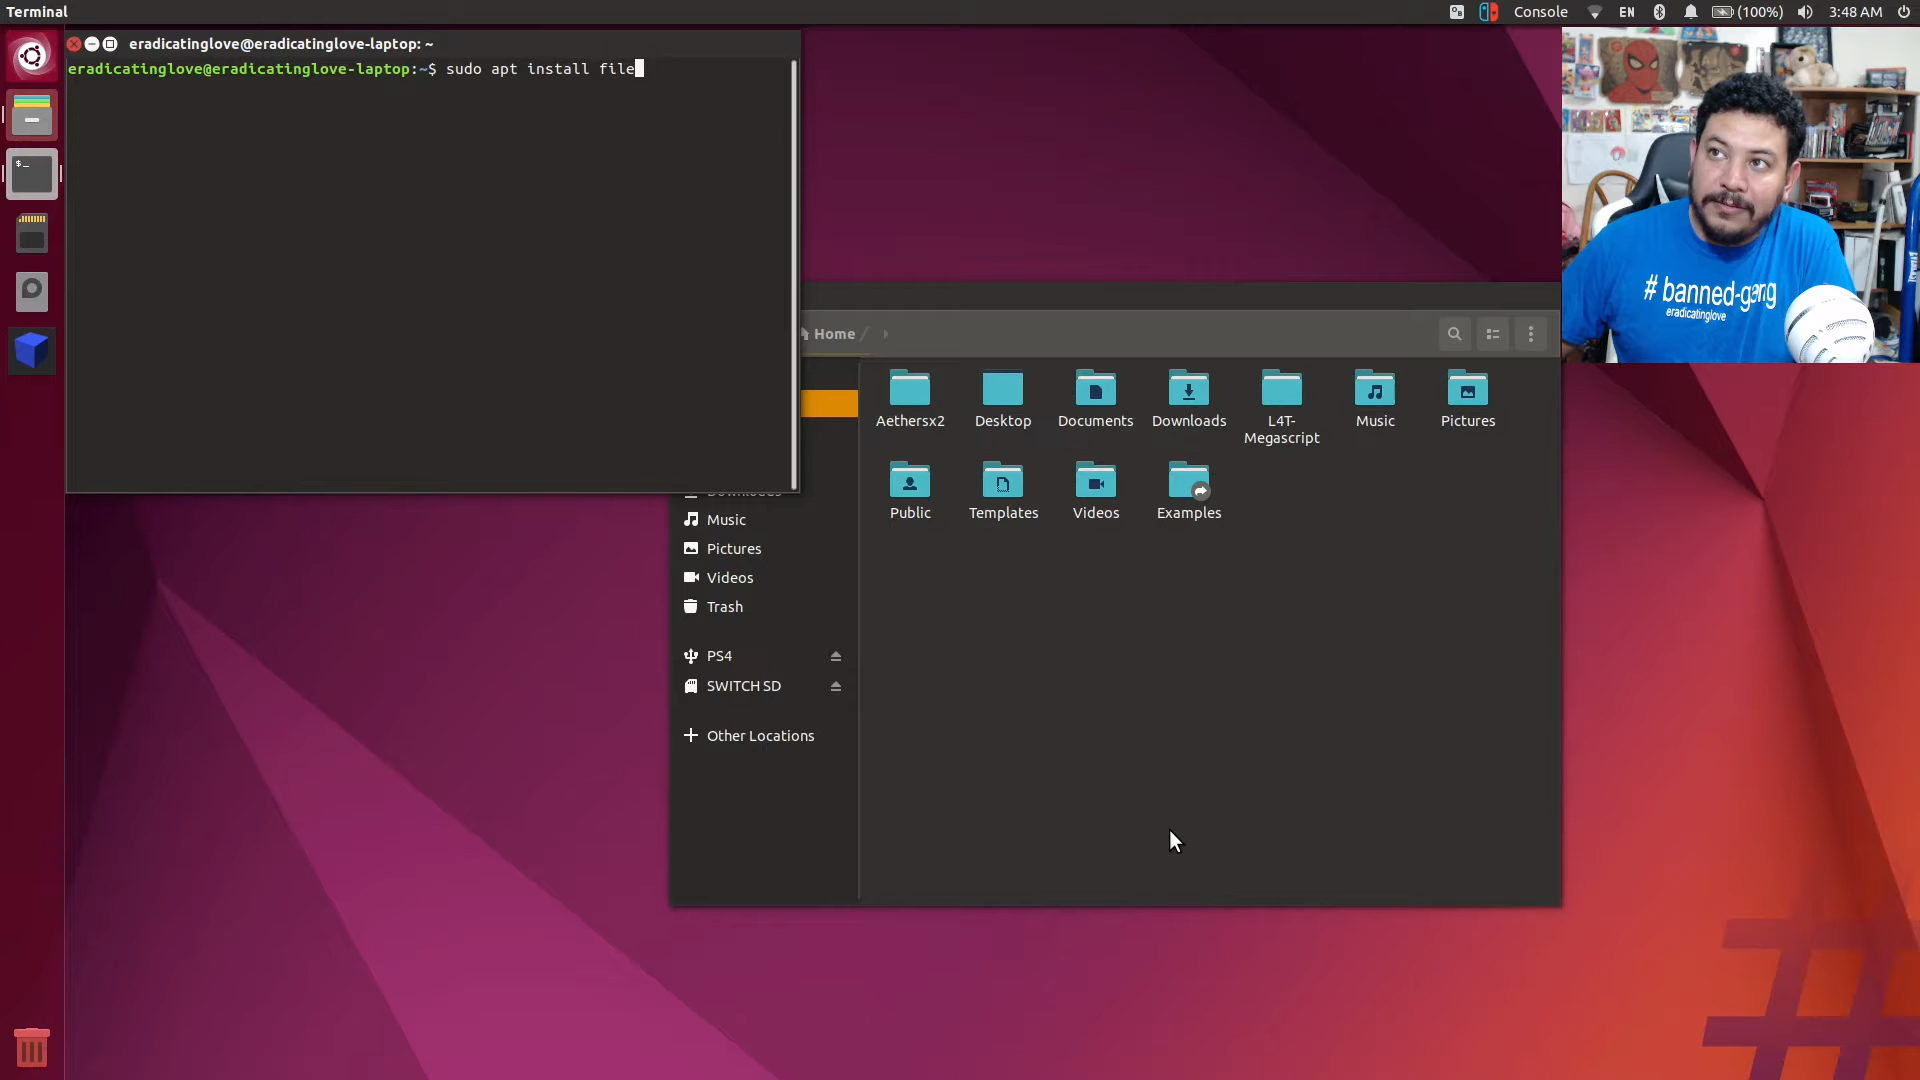 Terminal
Console
EN
(100%)
3:48 AM
eradicatinglove@eradicatinglove-laptop: ~
eradicatinglove@eradicatinglove-laptop:~$ sudo apt install file
$_
# banned-gang
eradicatinglove
Home /
Aethersx2
Desktop
Documents
Downloads
L4T-
Megascript
Music
Pictures
Public
Templates
Videos
Examples
Downloads
Music
Pictures
Videos
Trash
PS4
SWITCH SD
Other Locations
#